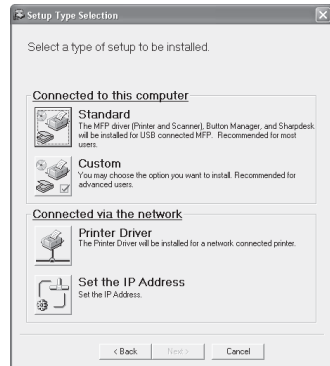 Setup Type Selection
Select a type of setup to be installed.
Connected to this computer
Standard
The MFP driver (Printer and Scanner), Button Manager, and Sharpdesk
will be installed for USB connected MFP. Recommended for most
users.
Custom
You may choose the option you want to install. Recommended for
advanced users.
Connected via the network
Printer Driver
The Printer Driver will be installed for a network connected printer.
Set the IP Address
Set the IP Address.
< Back Next > Cancel